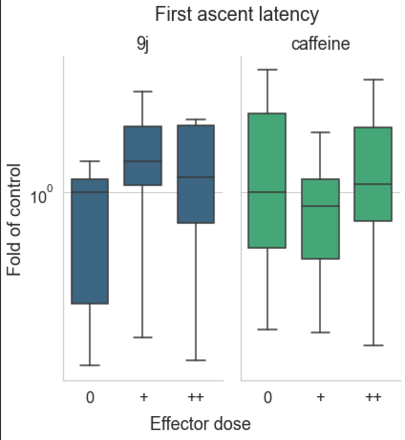 First ascent latency
9j
caffeine
Fold of control
10⁰
0 + ++
0 + ++
Effector dose